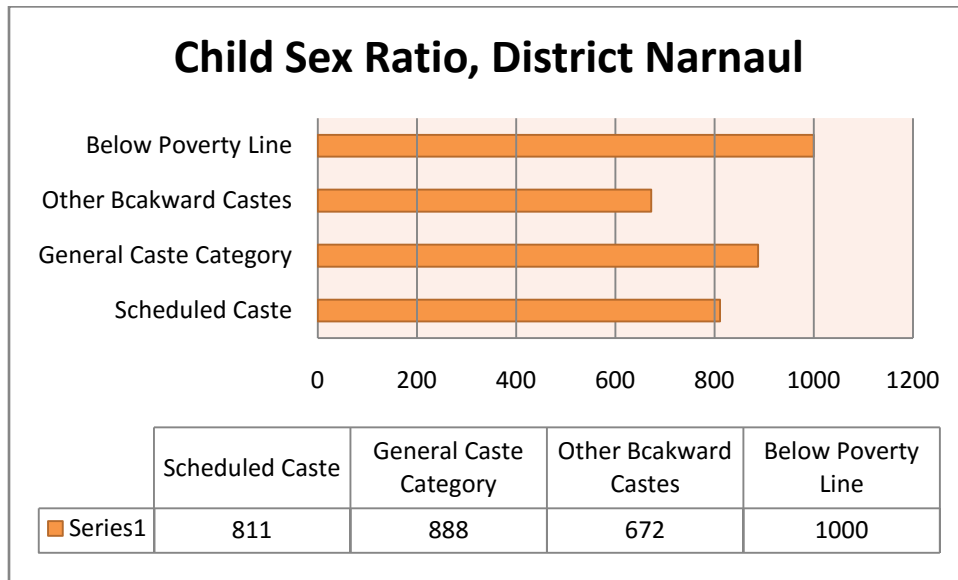 Child Sex Ratio, District Narnaul
Below Poverty Line
Other Bcakward Castes
General Caste Category
Scheduled Caste
0 200 400 600 800 1000 1200
Scheduled Caste
General Caste
Category
Other Bcakward
Castes
Below Poverty
Line
Series1 811 888 672 1000